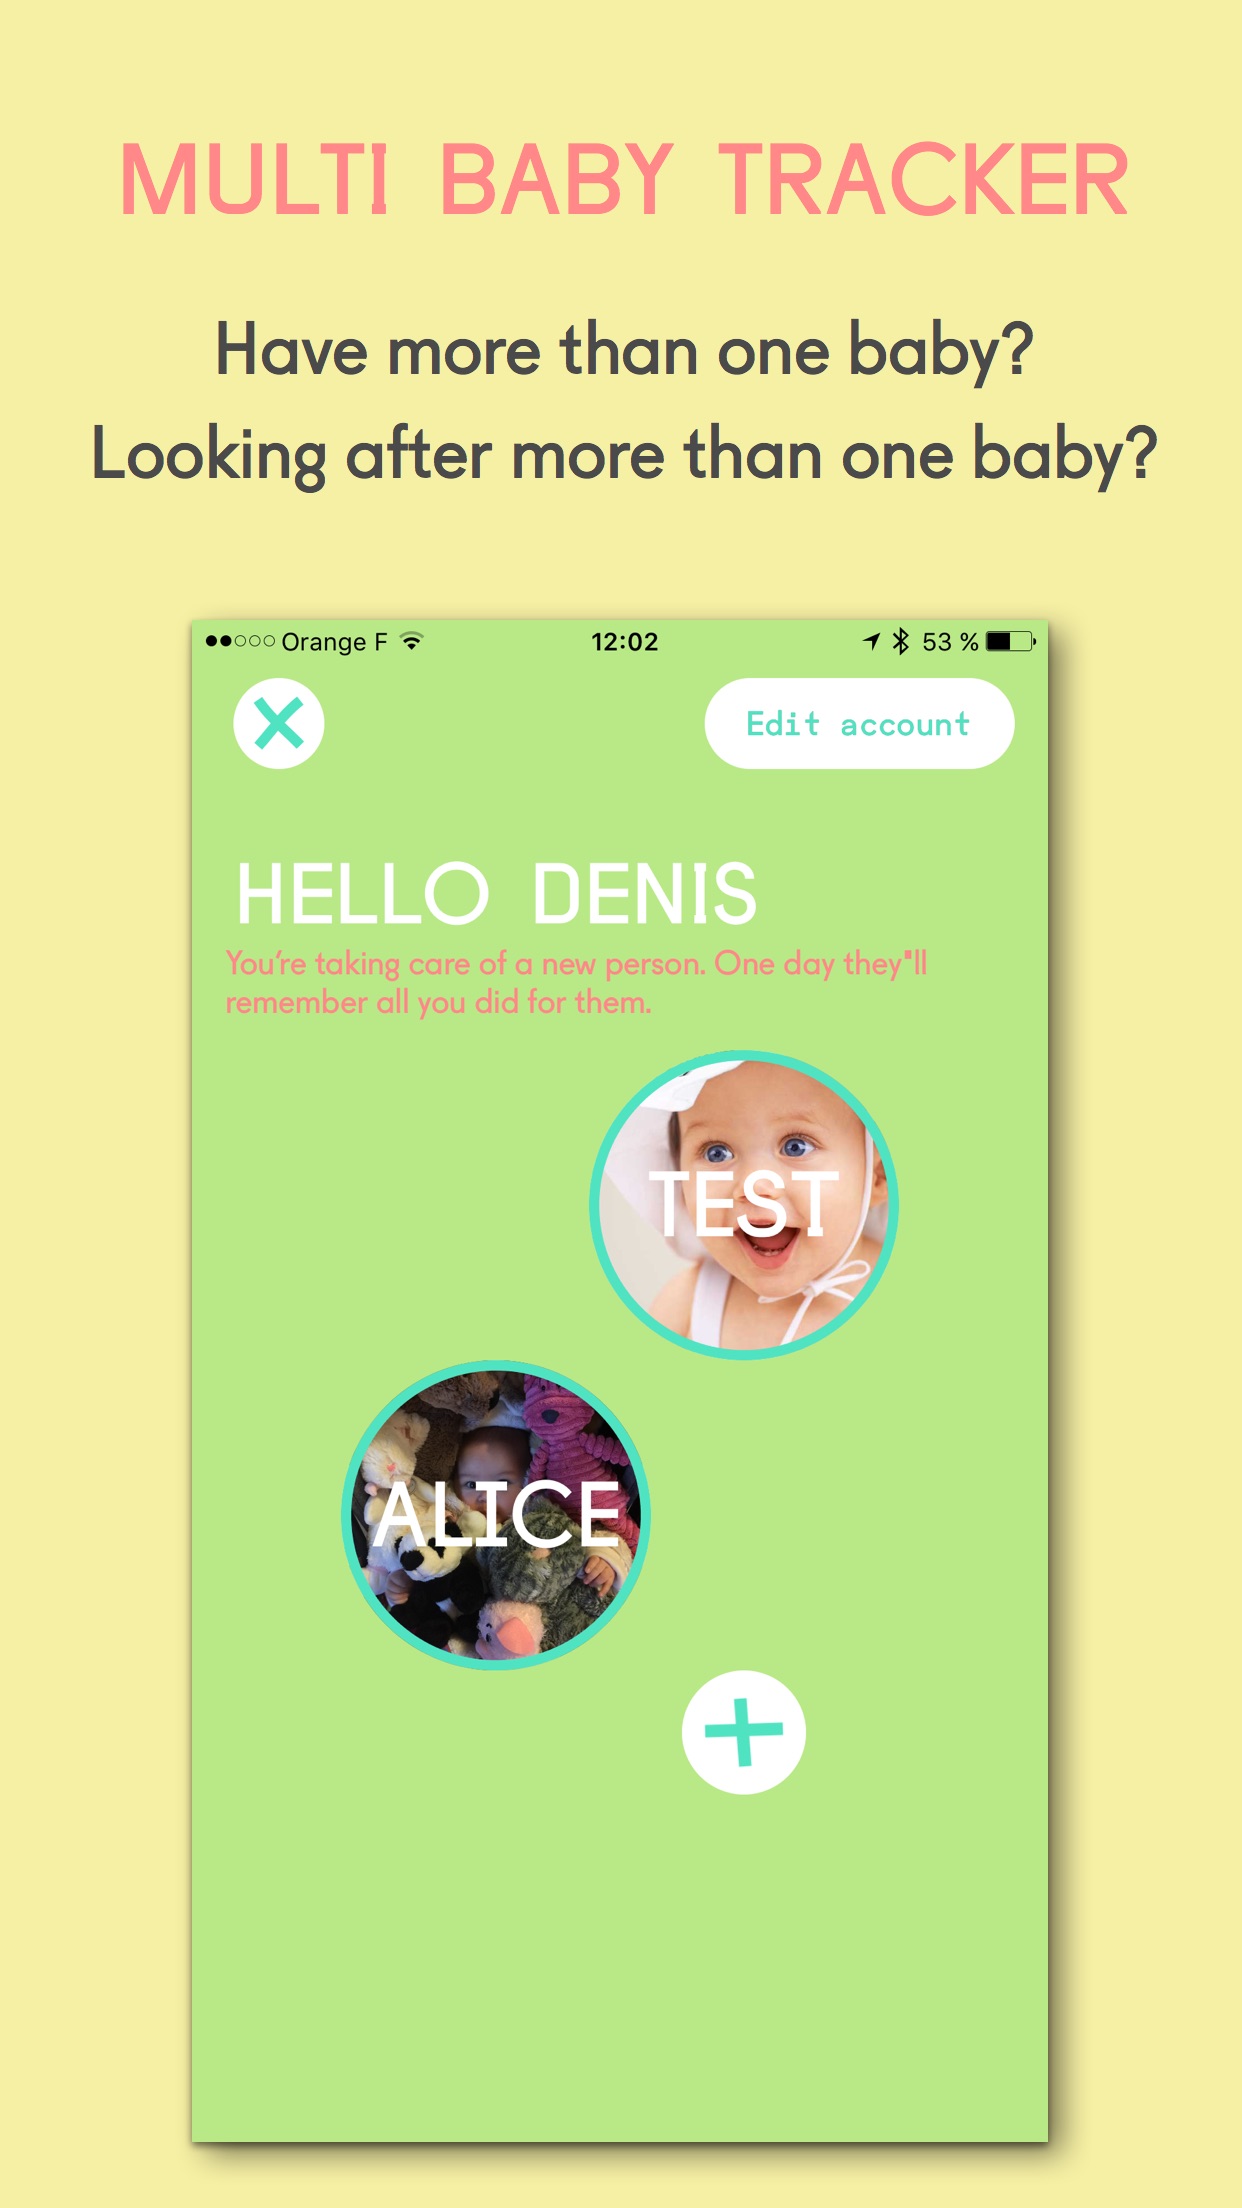 MULTI BABY TRACKER
Have more than one baby?
Looking after more than one baby?
Orange F 12:02 53 %
Edit account
HELLO DENIS
You're taking care of a new person. One day they"ll
remember all you did for them.
TEST
ALICE